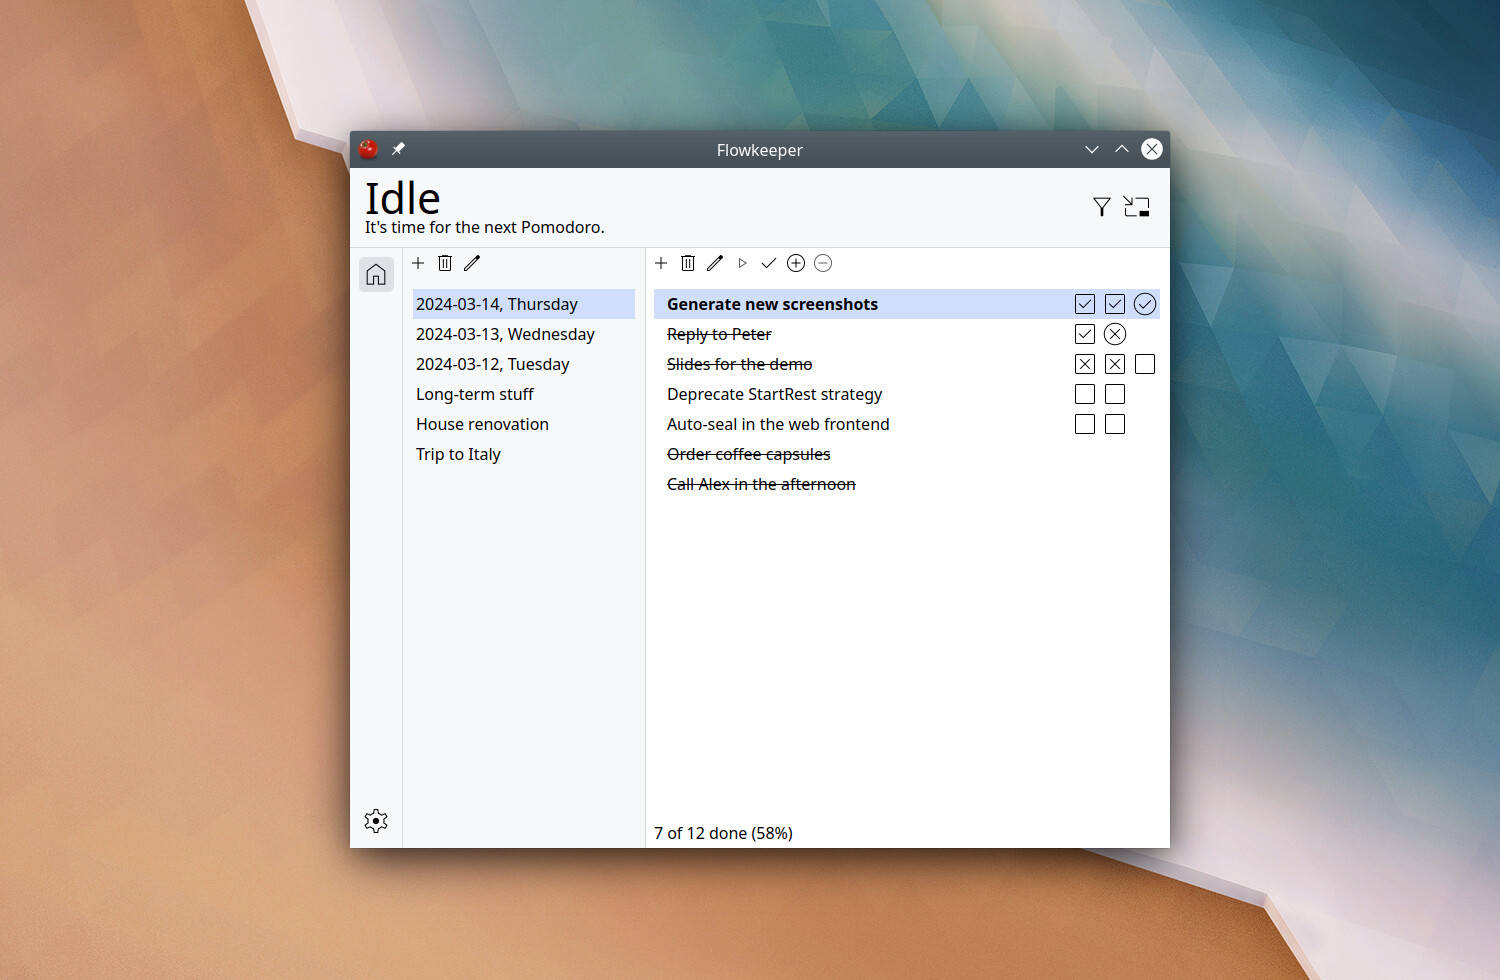 Flowkeeper
Idle
It's time for the next Pomodoro.
2024-03-14, Thursday
2024-03-13, Wednesday
2024-03-12, Tuesday
Long-term stuff
House renovation
Trip to Italy
Generate new screenshots
Reply to Peter
Slides for the demo
Deprecate StartRest strategy
Auto-seal in the web frontend
Order coffee capsules
Call Alex in the afternoon
7 of 12 done (58%)